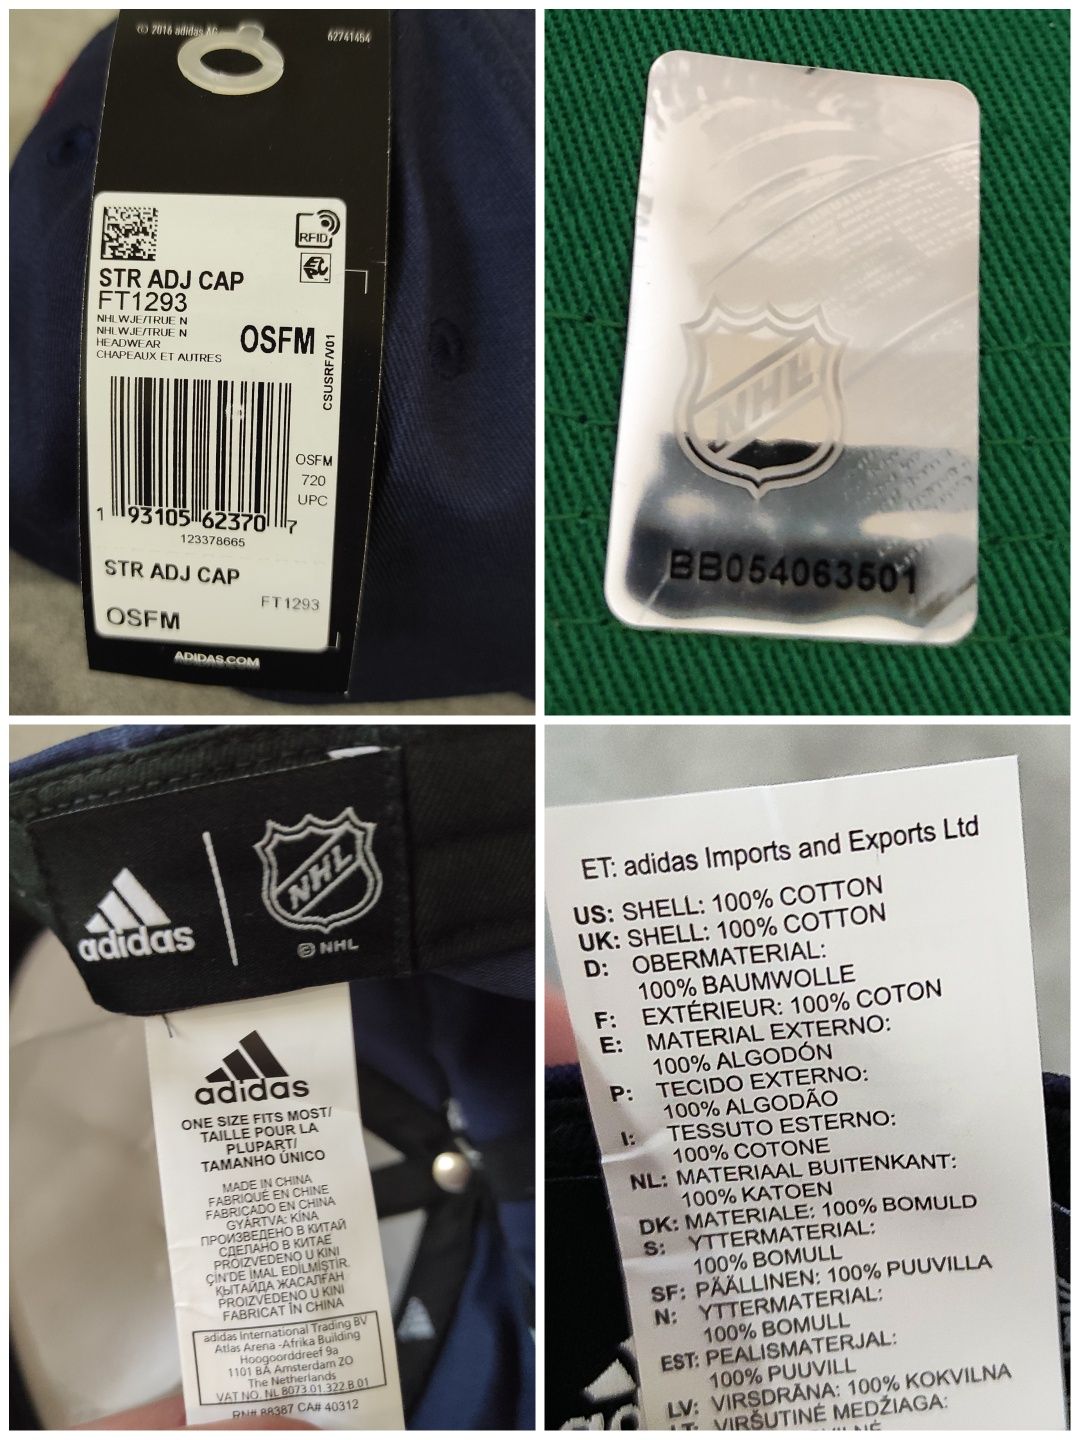 © 2016 adidas AG
62741454
RFID
STR ADJ CAP
FT1293
NHLWJE/TRUE N
NHLWJE/TRUE N
HEADWEAR
CHAPEAUX ET AUTRES
OSFM
CSUSRF/V01
OSFM
720
UPC
1 93105 62370 7
123378665
STR ADJ CAP
FT1293
OSFM
ADIDAS.COM
NHL
BB054063501
adidas
NHL
© NHL
adidas
ONE SIZE FITS MOST/
TAILLE POUR LA
PLUPART/
TAMANHO ÚNICO
MADE IN CHINA
FABRIQUÉ EN CHINE
FABRICADO EN CHINA
GYÁRTVA: KÍNA
ПРОИЗВЕДЕНО В КИТАЙ
СДЕЛАНО В КИТАЕ
PROIZVEDENO U KINI
ÇİN'DE İMAL EDİLMİŞTİR.
ҚЫТАЙДА ЖАСАЛҒАН
PROIZVEDENO U KINI
FABRICAT ÎN CHINA
adidas International Trading BV
Atlas Arena -Afrika Building
Hoogoorddreef 9a
1101 BA Amsterdam ZO
The Netherlands
VAT NO. NL 8073.01.322.B.01
RN# 88387 CA# 40312
ET: adidas Imports and Exports Ltd
US: SHELL: 100% COTTON
UK: SHELL: 100% COTTON
D: OBERMATERIAL:
100% BAUMWOLLE
F: EXTÉRIEUR: 100% COTON
E: MATERIAL EXTERNO:
100% ALGODÓN
P: TECIDO EXTERNO:
100% ALGODÃO
I: TESSUTO ESTERNO:
100% COTONE
NL: MATERIAAL BUITENKANT:
100% KATOEN
DK: MATERIALE: 100% BOMULD
S: YTTERMATERIAL:
100% BOMULL
SF: PÄÄLLINEN: 100% PUUVILLA
N: YTTERMATERIAL:
100% BOMULL
EST: PEALISMATERJAL:
100% PUUVILL
LV: VIRSDRĀNA: 100% KOKVILNA
LT: VIRŠUTINĖ MEDŽIAGA: